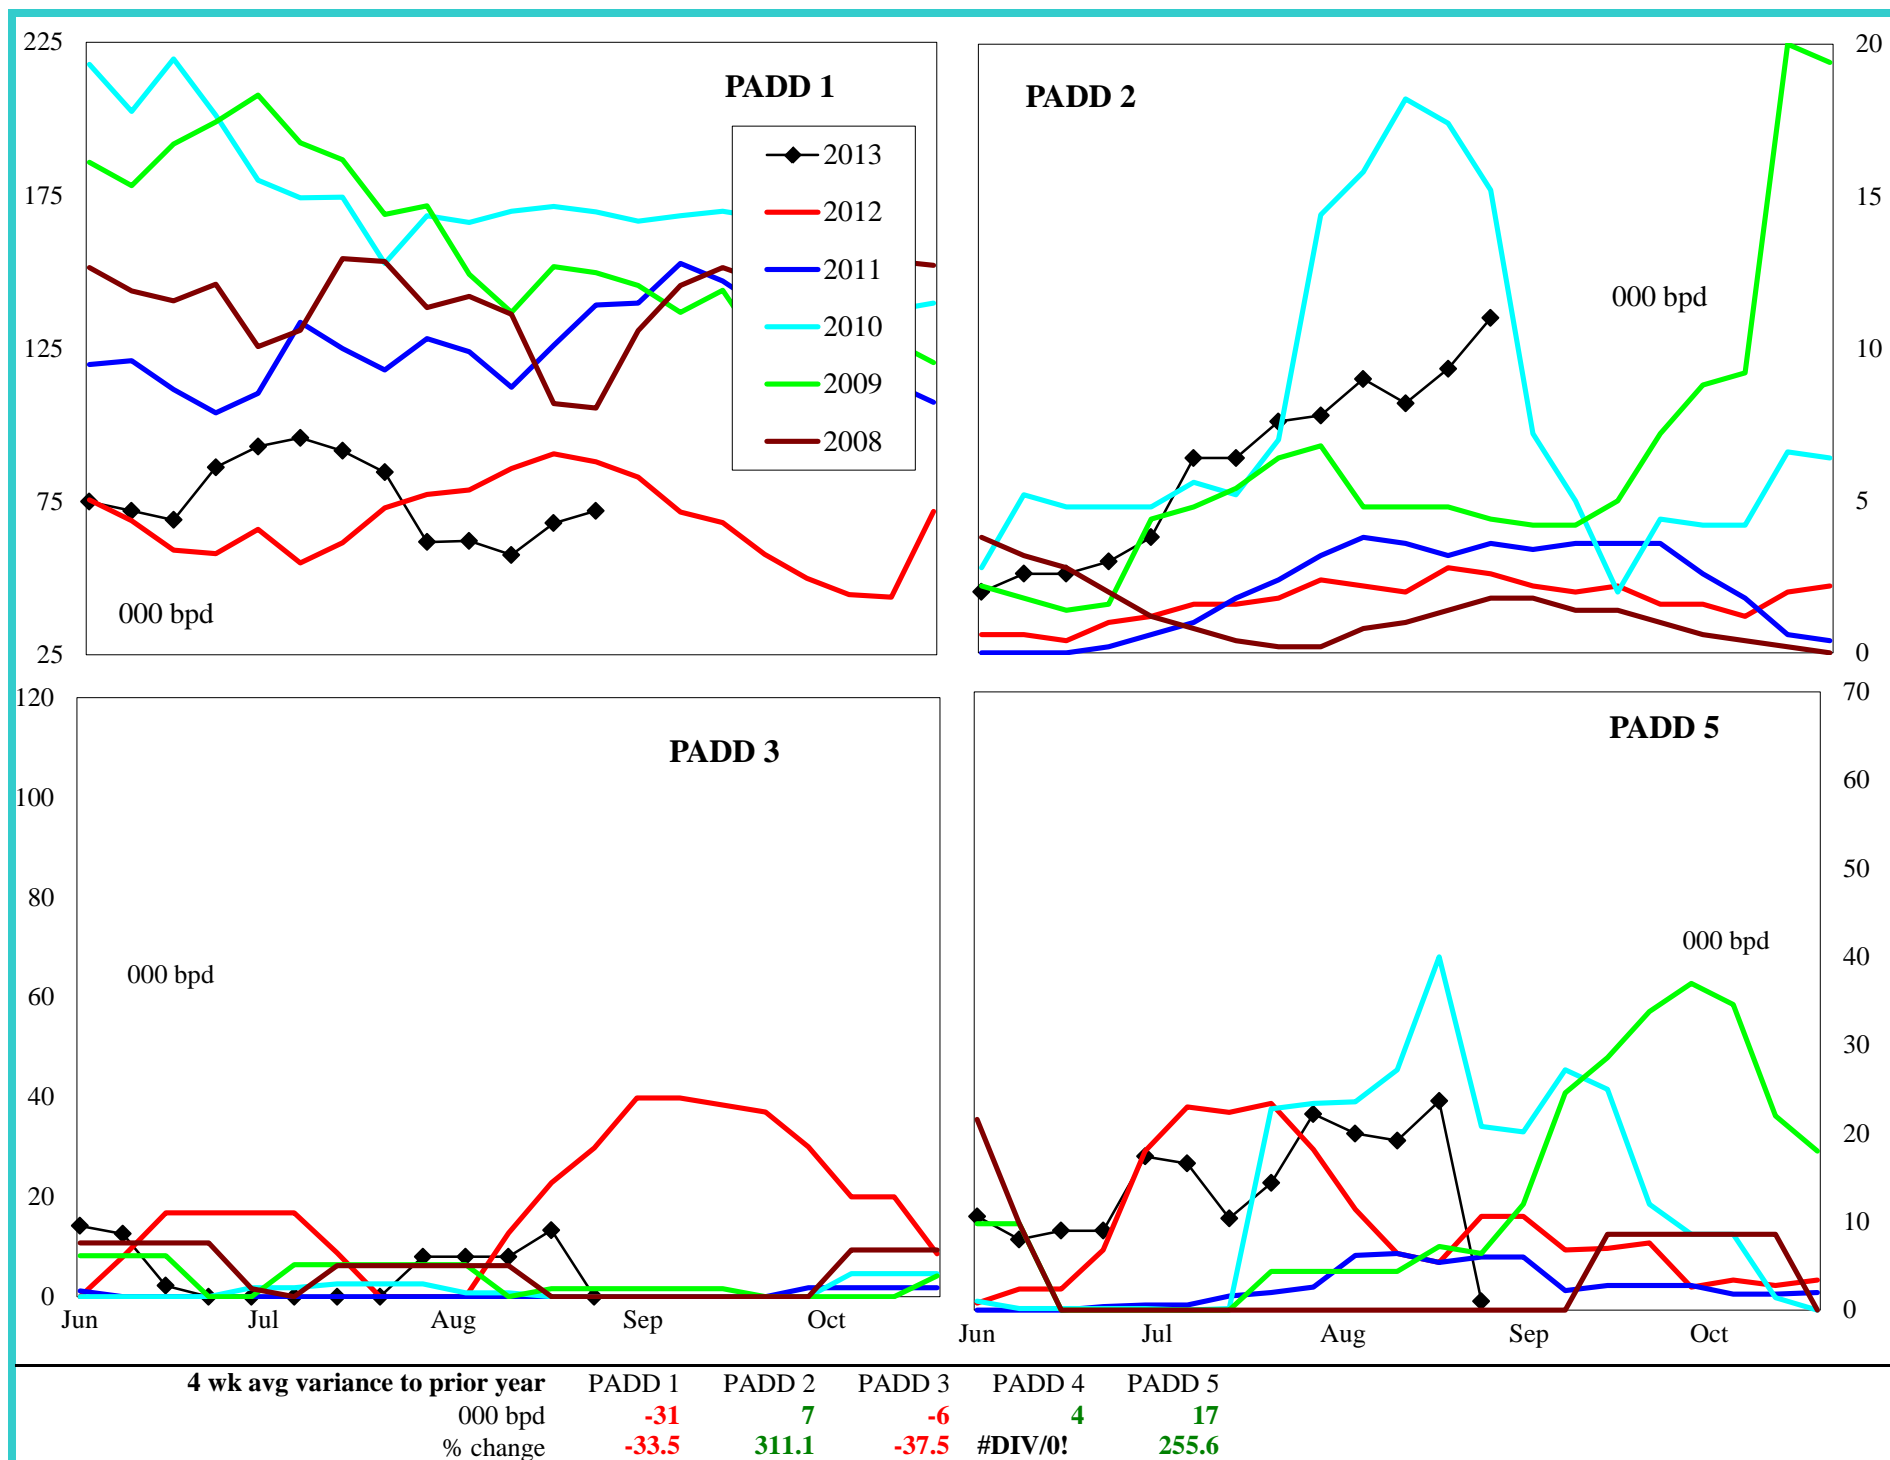 PADD 1
225
175
125
75
25
000 bpd
2013
2012
2011
2010
2009
2008
PADD 2
20
15
10
5
0
000 bpd
PADD 3
120
100
80
60
40
20
0
000 bpd
Jun Jul Aug Sep Oct
PADD 5
70
60
50
40
30
20
10
0
000 bpd
Jun Jul Aug Sep Oct
4 wk avg variance to prior year PADD 1 PADD 2 PADD 3 PADD 4 PADD 5
000 bpd -31 7 -6 4 17
% change -33.5 311.1 -37.5 #DIV/0! 255.6